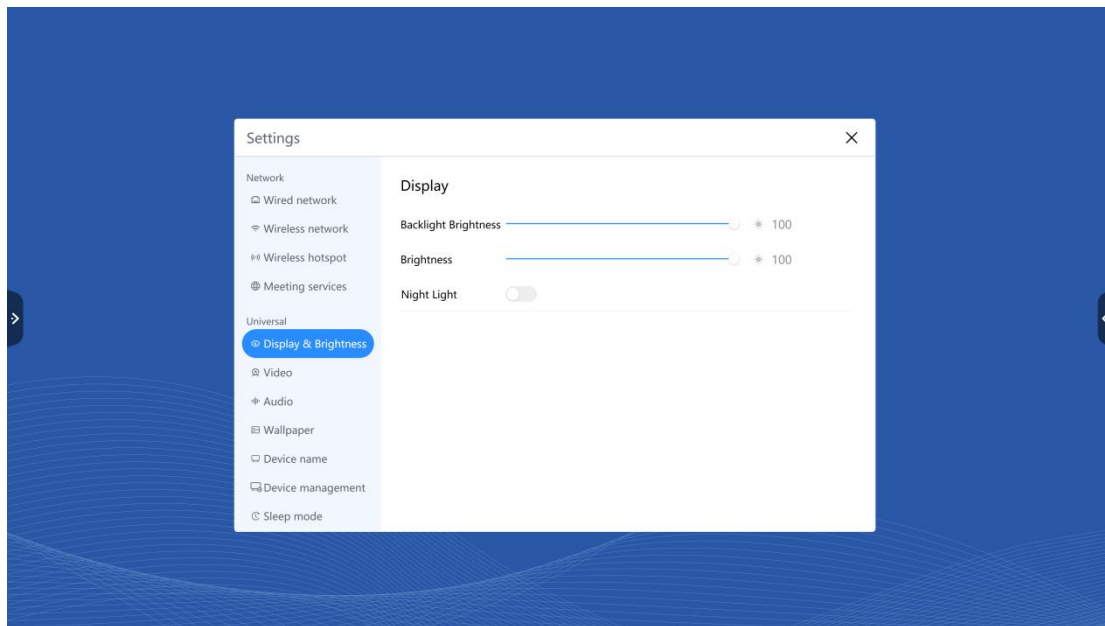 Settings
Network
Wired network
Wireless network
Wireless hotspot
Meeting services
Universal
Display & Brightness
Video
Audio
Wallpaper
Device name
Device management
Sleep mode
Display
Backlight Brightness 100
Brightness 100
Night Light